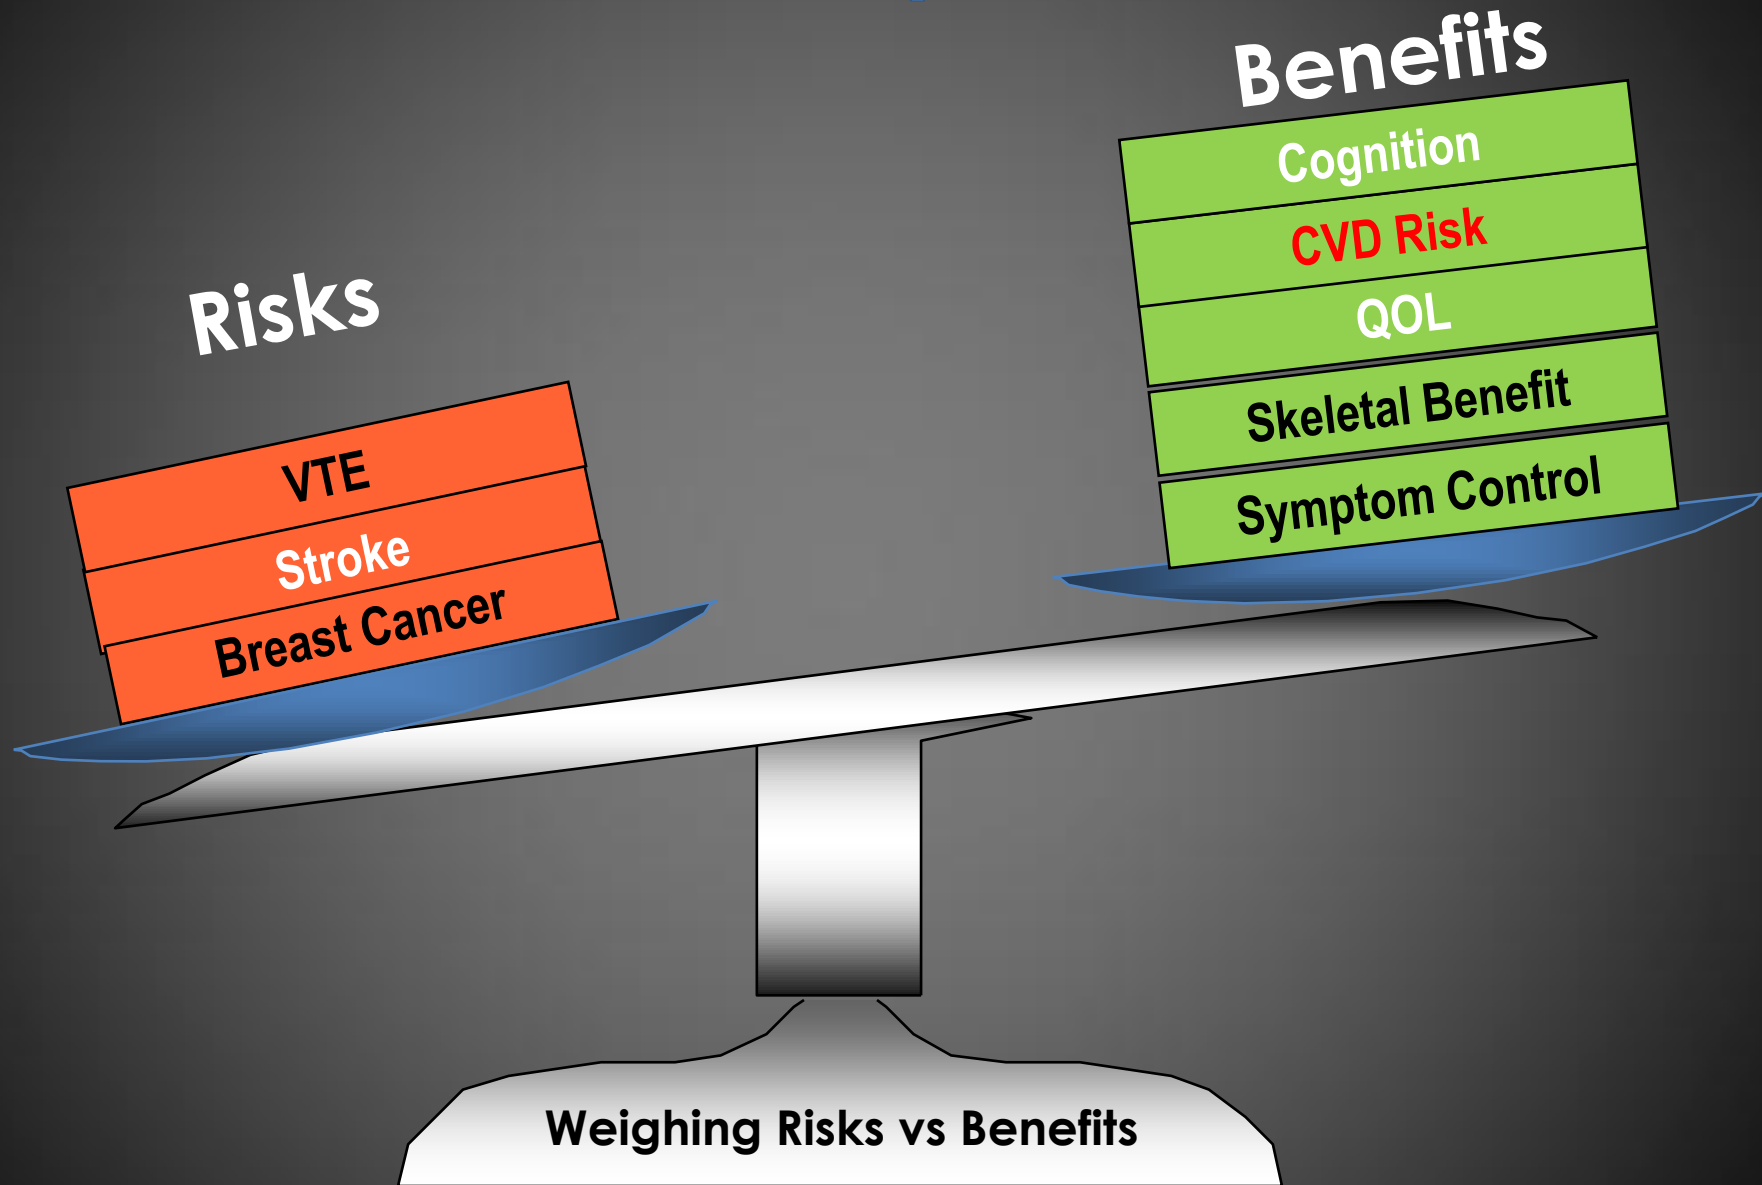 Risks
VTE
Stroke
Breast Cancer
Benefits
Cognition
CVD Risk
QOL
Skeletal Benefit
Symptom Control
Weighing Risks vs Benefits